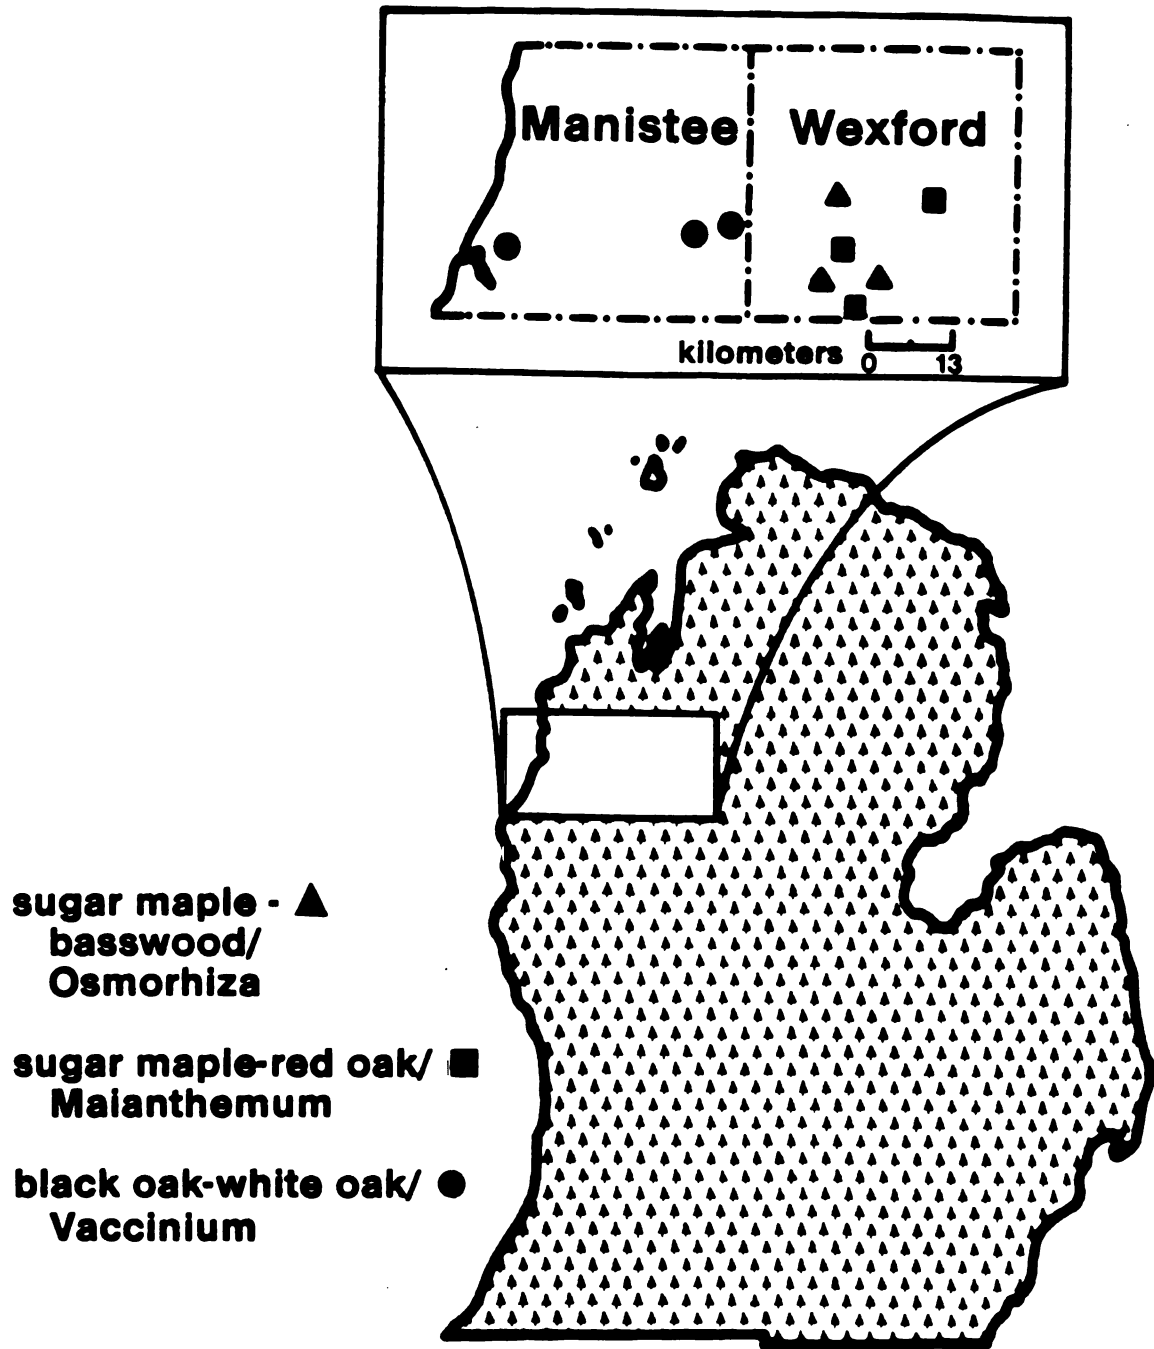 Manistee Wexford
kilometers 0 13
sugar maple - 
basswood/
Osmorhiza
sugar maple-red oak/
Maianthemum
black oak-white oak/
Vaccinium